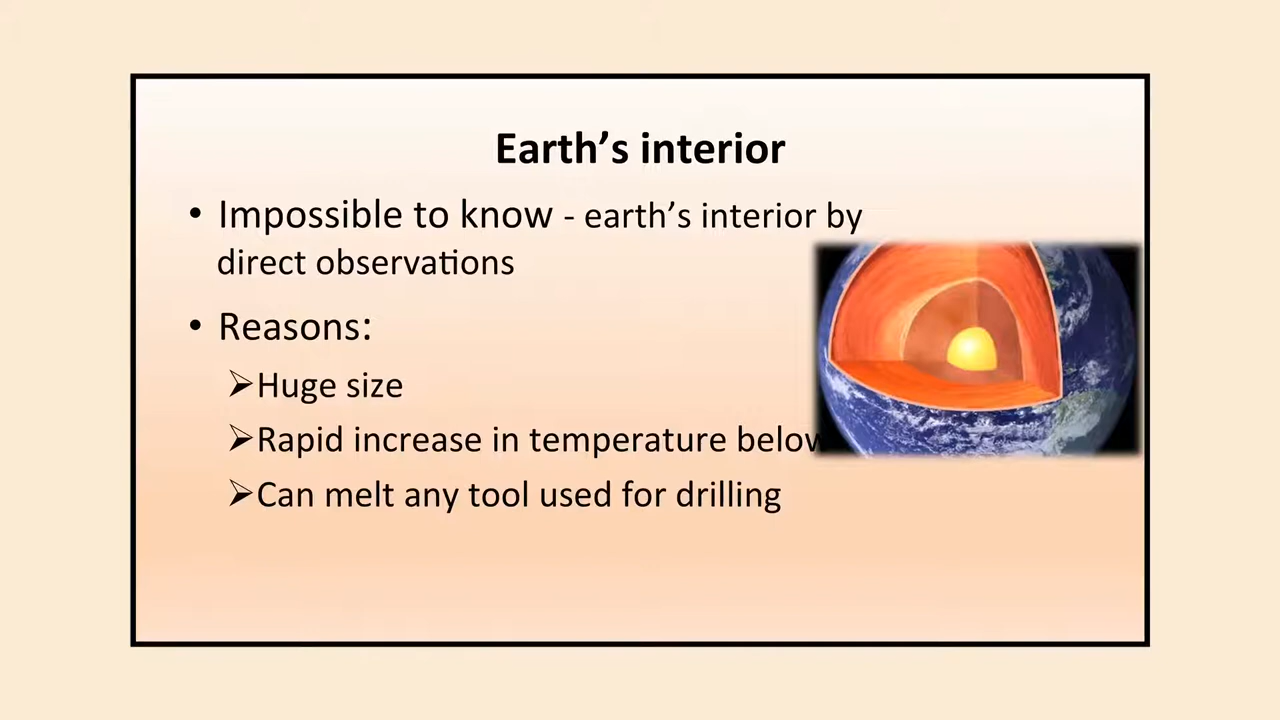 Earth’s interior
• Impossible to know - earth’s interior by
direct observations
• Reasons:
➢Huge size
➢Rapid increase in temperature below
➢Can melt any tool used for drilling